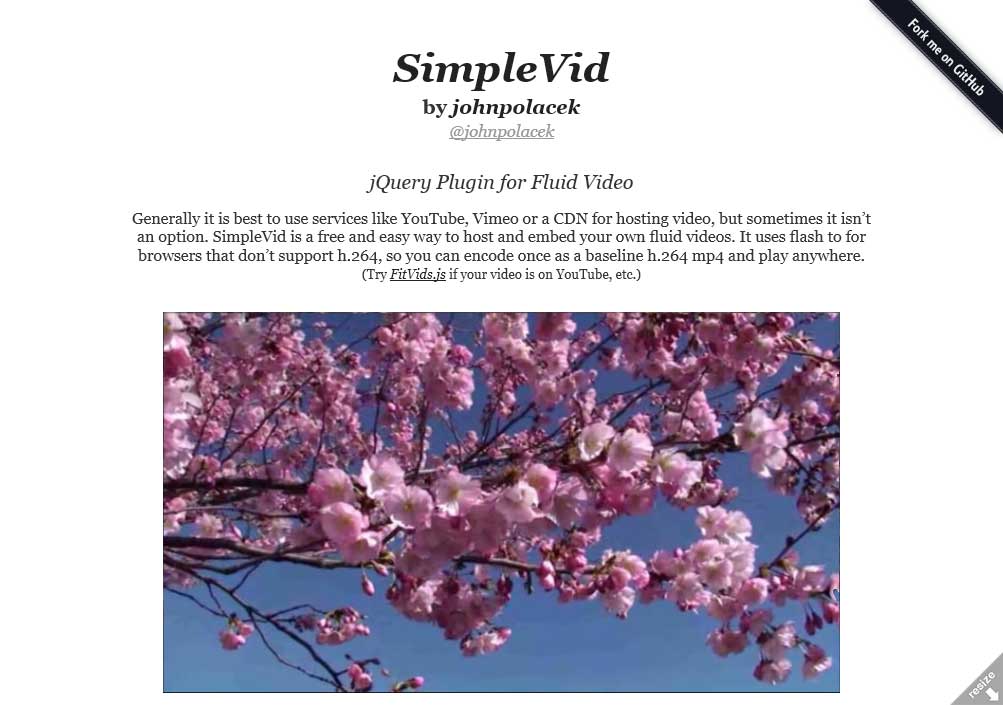 Fork me on GitHub
SimpleVid
by johnpolacek
@johnpolacek
jQuery Plugin for Fluid Video
Generally it is best to use services like YouTube, Vimeo or a CDN for hosting video, but sometimes it isn’t
an option. SimpleVid is a free and easy way to host and embed your own fluid videos. It uses flash to for
browsers that don’t support h.264, so you can encode once as a baseline h.264 mp4 and play anywhere.
(Try FitVids.js if your video is on YouTube, etc.)
resize